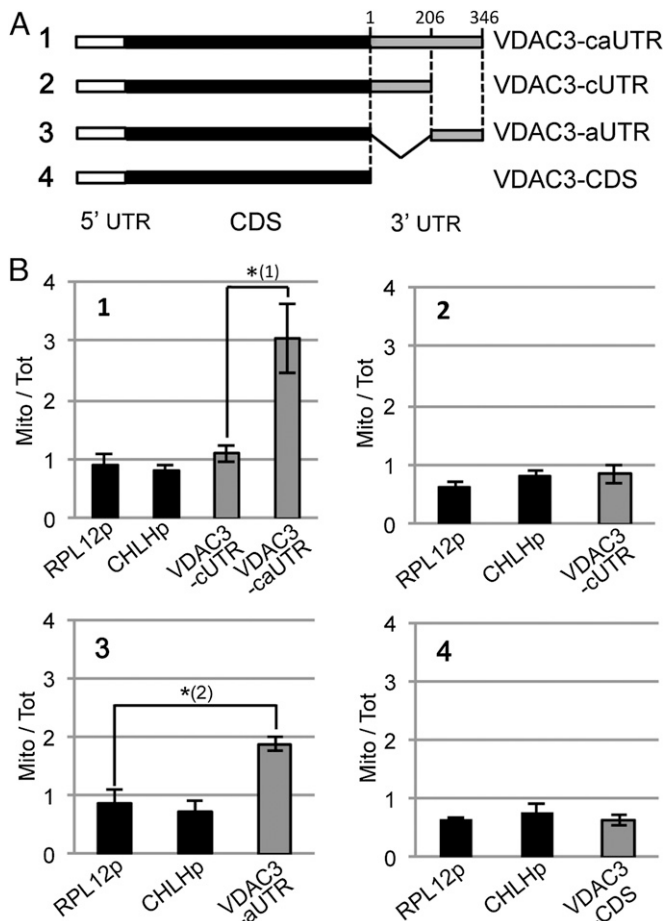 A
1 206 346
1 VDAC3-caUTR
2 VDAC3-cUTR
3 VDAC3-aUTR
4 VDAC3-CDS
5' UTR CDS 3' UTR
B
1
*(1)
Mito / Tot
4
3
2
1
0
RPL12p
CHLHp
VDAC3
-cUTR
VDAC3
-caUTR
2
Mito / Tot
4
3
2
1
0
RPL12p
CHLHp
VDAC3
-cUTR
3
*(2)
Mito / Tot
4
3
2
1
0
RPL12p
CHLHp
VDAC3
aUTR
4
Mito / Tot
4
3
2
1
0
RPL12p
CHLHp
VDAC3
CDS